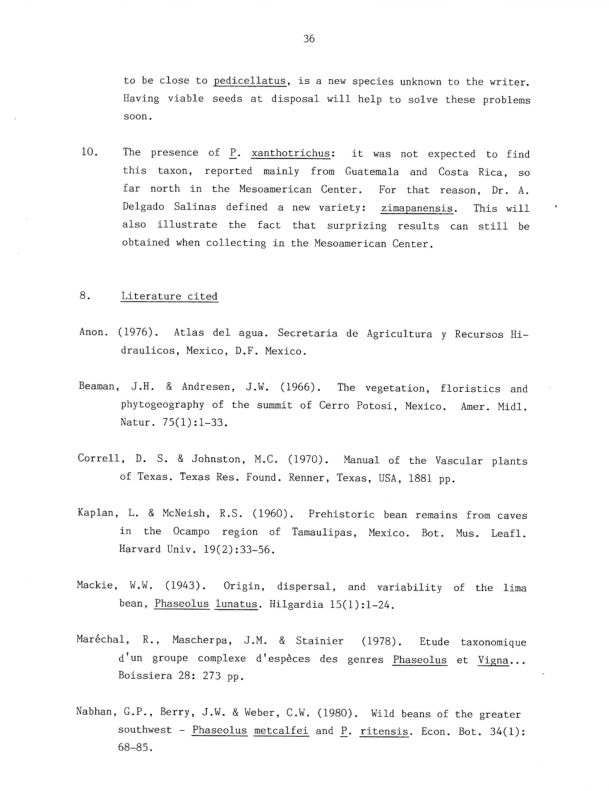 36
to be close to pedicellatus, is a new species unknown to the writer.
Having viable seeds at disposal will help to solve these problems
soon.
10. The presence of P. xanthotrichus: it was not expected to find
this taxon, reported mainly from Guatemala and Costa Rica, so
far north in the Mesoamerican Center. For that reason, Dr. A.
Delgado Salinas defined a new variety: zimapanensis. This will
also illustrate the fact that surprizing results can still be
obtained when collecting in the Mesoamerican Center.
8. Literature cited
Anon. (1976). Atlas del agua. Secretaria de Agricultura y Recursos Hi-
draulicos, Mexico, D.F. Mexico.
Beaman, J.H. & Andresen, J.W. (1966). The vegetation, floristics and
phytogeography of the summit of Cerro Potosi, Mexico. Amer. Midl.
Natur. 75(1):1-33.
Correll, D. S. & Johnston, M.C. (1970). Manual of the Vascular plants
of Texas. Texas Res. Found. Renner, Texas, USA, 1881 pp.
Kaplan, L. & McNeish, R.S. (1960). Prehistoric bean remains from caves
in the Ocampo region of Tamaulipas, Mexico. Bot. Mus. Leafl.
Harvard Univ. 19(2):33-56.
Mackie, W.W. (1943). Origin, dispersal, and variability of the lima
bean, Phaseolus lunatus. Hilgardia 15(1):1-24.
Maréchal, R., Mascherpa, J.M. & Stainier (1978). Etude taxonomique
d'un groupe complexe d'espèces des genres Phaseolus et Vigna...
Boissiera 28: 273 pp.
Nabhan, G.P., Berry, J.W. & Weber, C.W. (1980). Wild beans of the greater
southwest - Phaseolus metcalfei and P. ritensis. Econ. Bot. 34(1):
68-85.